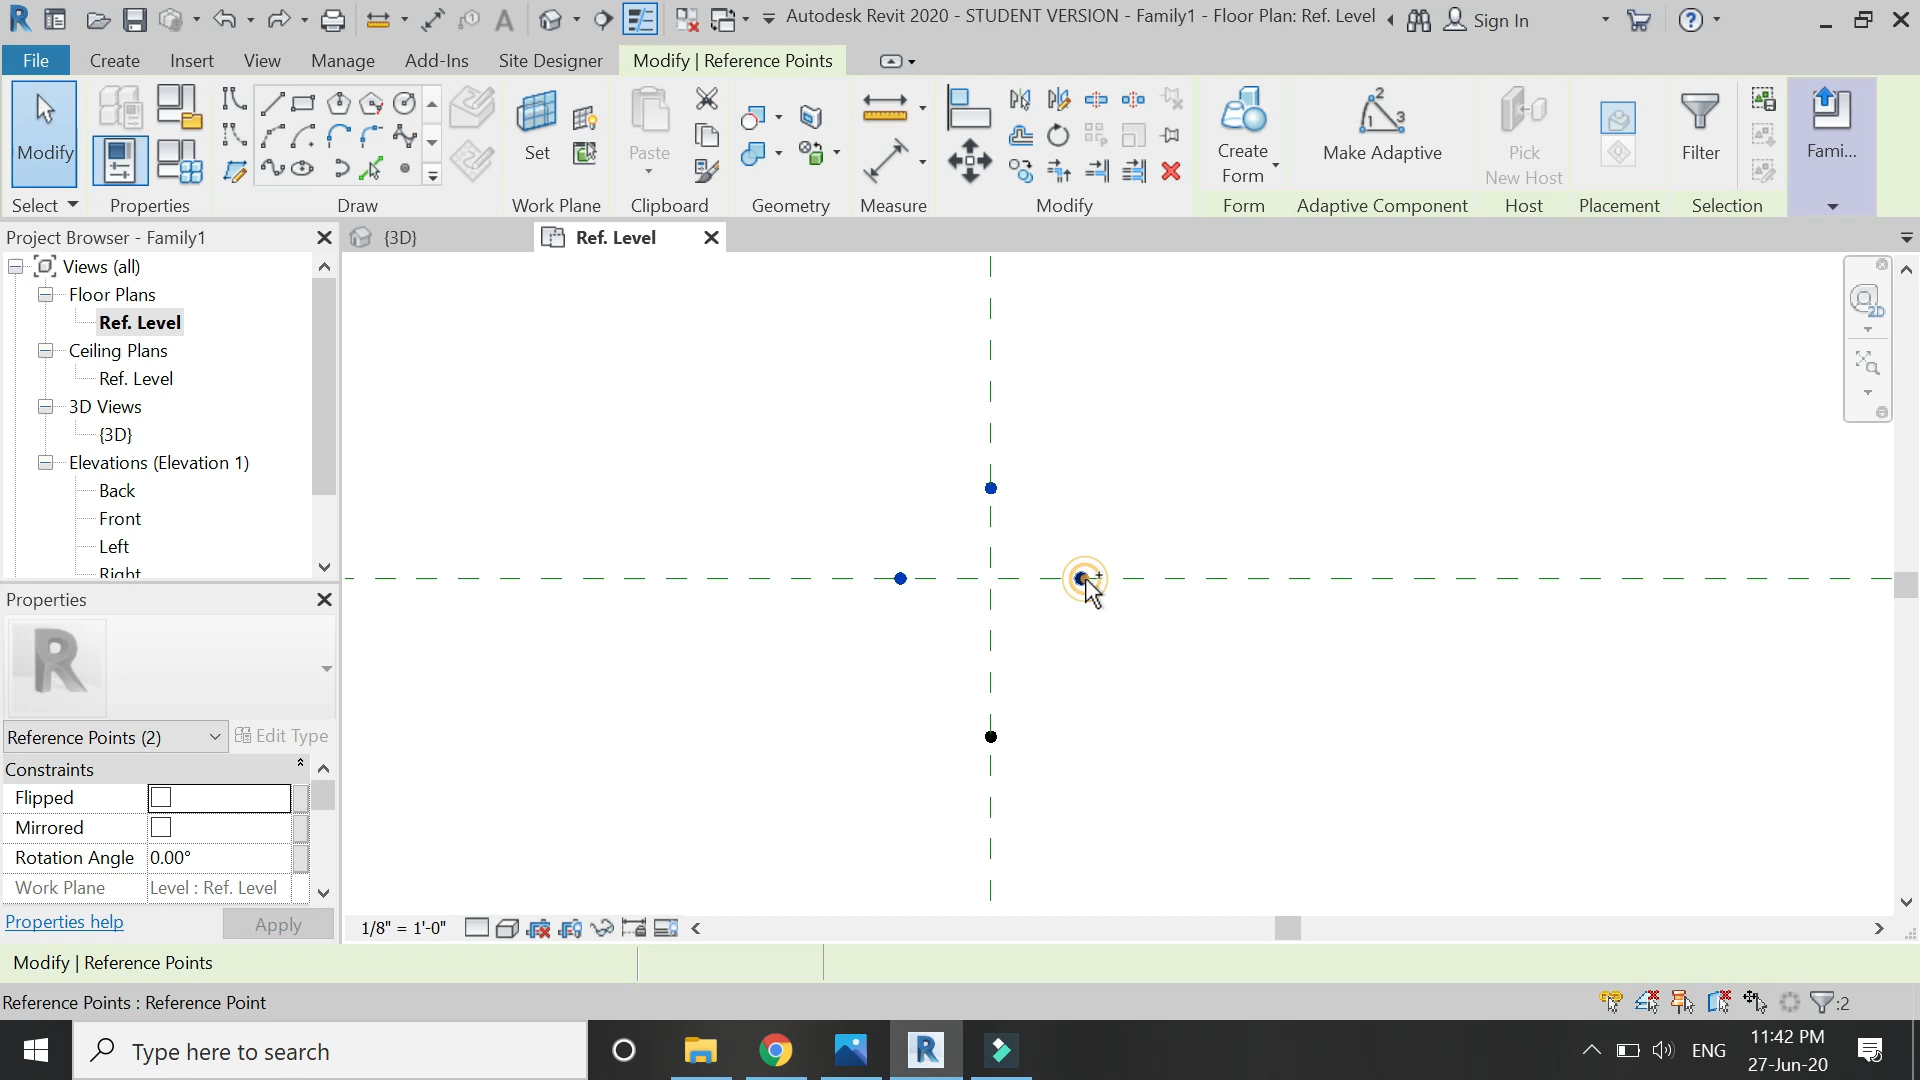 Autodesk Revit 2020 - STUDENT VERSION - Family1 - Floor Plan: Ref. Level
Sign In
File Create Insert View Manage Add-Ins Site Designer Modify | Reference Points
Modify
Set
Paste
Create Form
Make Adaptive
Pick New Host
Filter
Fami...
Select Properties Draw Work Plane Clipboard Geometry Measure Modify Form Adaptive Component Host Placement Selection
Project Browser - Family1
{3D}
Ref. Level
Views (all)
Floor Plans
Ref. Level
Ceiling Plans
Ref. Level
3D Views
{3D}
Elevations (Elevation 1)
Back
Front
Left
Right
2D
Properties
Reference Points (2)
Edit Type
Constraints
Flipped
Mirrored
Rotation Angle 0.00°
Work Plane Level : Ref. Level
Properties help
Apply
1/8" = 1'-0"
Modify | Reference Points
Reference Points : Reference Point
:2
Type here to search
ENG
11:42 PM
27-Jun-20